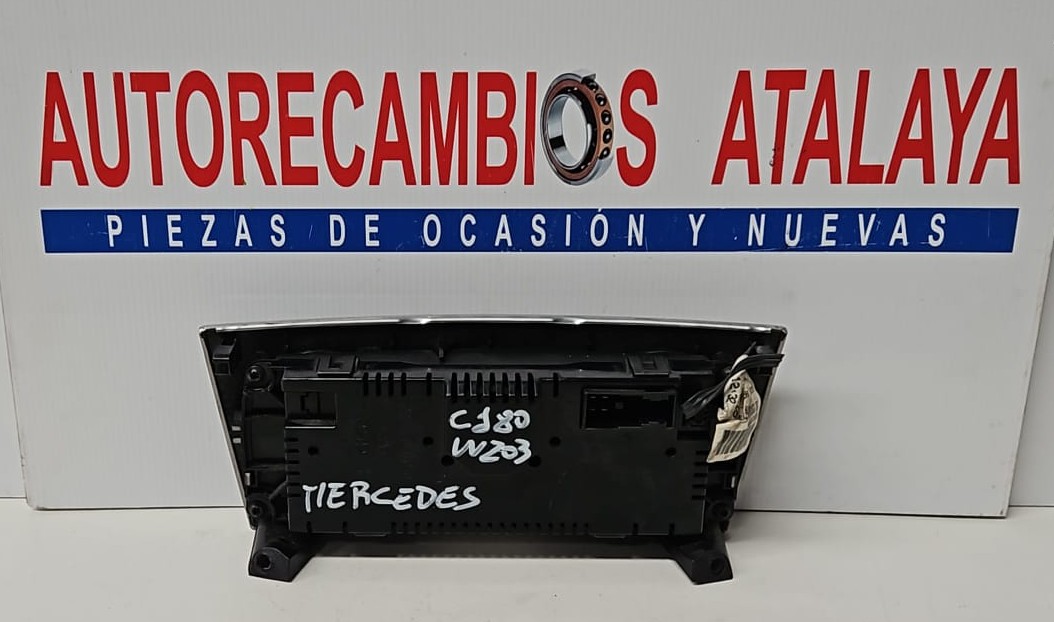 AUTORECAMBIOS ATALAYA
PIEZAS DE OCASIÓN Y NUEVAS
C180
W203
MERCEDES